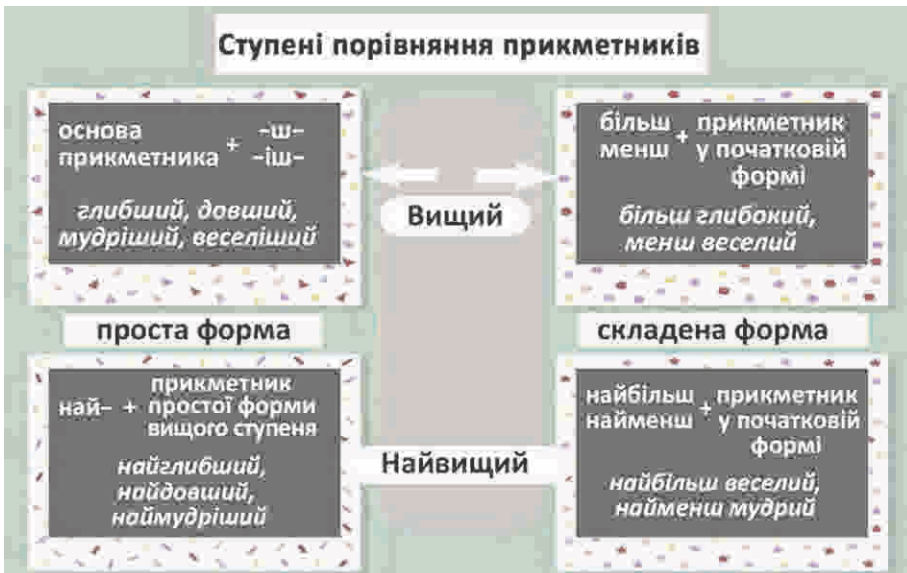 Ступені порівняння прикметників
основа
прикметника + -ш-
-іш-
глибший, довший,
мудріший, веселіший
Вищий
більш + прикметник
менш у початковій
формі
більш глибокий,
менш веселий
проста форма
складена форма
най- + прикметник
простої форми
вищого ступеня
найглибший,
найдовший,
наймудріший
Найвищий
найбільш + прикметник
найменш у початковій
формі
найбільш веселий,
найменш мудрий